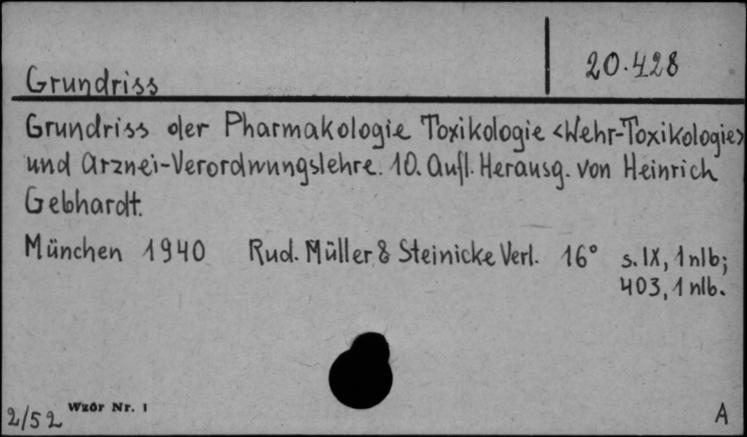 20.428
Grundriss
Grundriss der Pharmakologie Toxikologie <Wehr-Toxikologie>
und Arznei-Verordnungslehre. 10. Aufl. Herausg. von Heinrich
Gebhardt.
München 1940 Rud. Müller & Steinicke Verl. 16° s. IX, 1 nlb;
403, 1 nlb.
2/52 Wzór Nr. 1 A